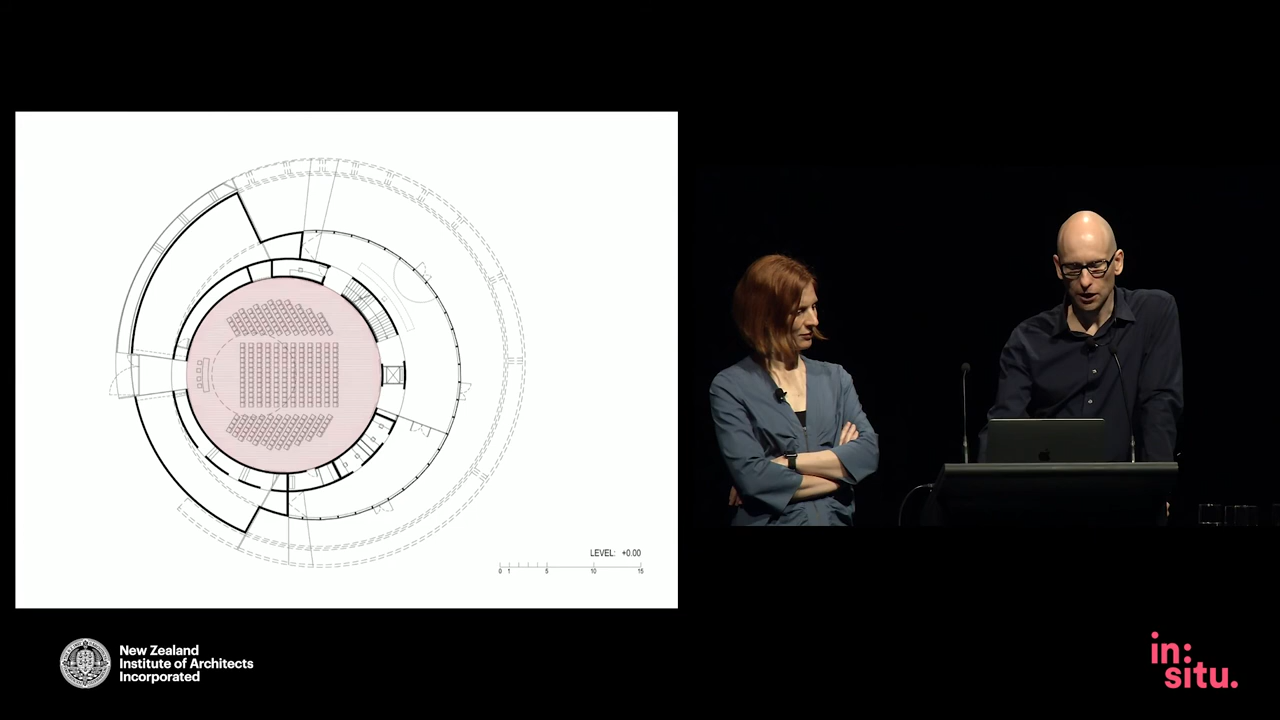 LEVEL: +0.00
0 1 5 10 15
New Zealand
Institute of Architects
Incorporated
in:
situ.